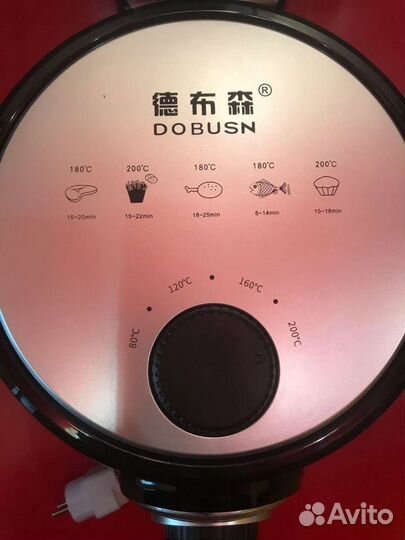 德布森®
DOBUSN
180℃ 200℃ 180℃ 180℃ 200℃
15-20min 15-22min 18-25min 8-14min 15-18min
80℃ 120℃ 160℃ 200℃
Avito